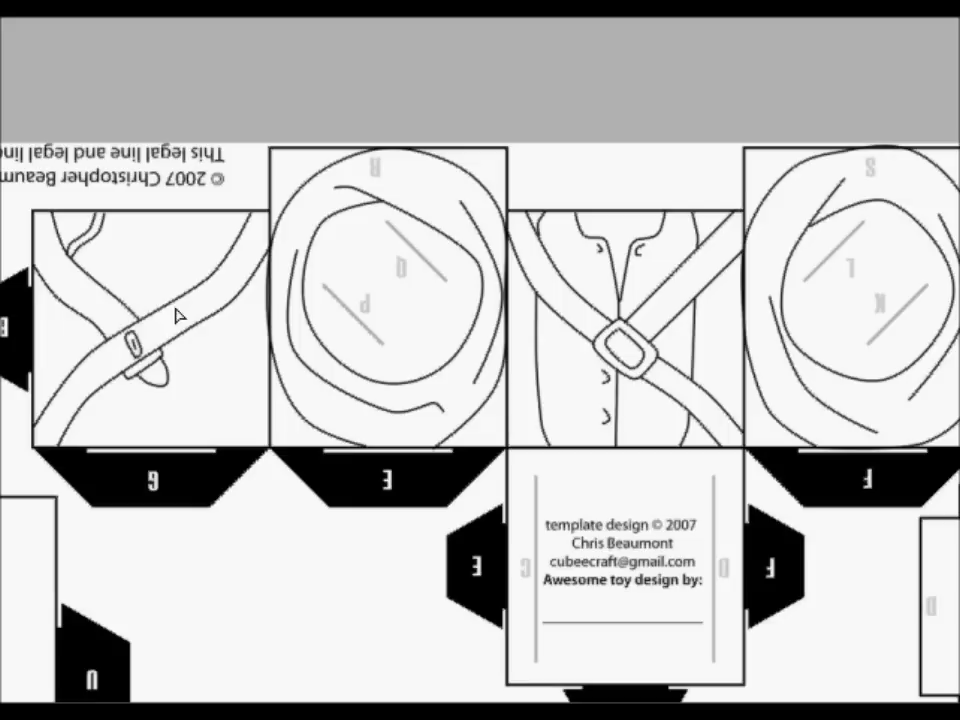 This legal line and legal lin
© 2007 Christopher Beaum
R
S
Q
L
P
K
B
G
E
F
template design © 2007
Chris Beaumont
cubeecraft@gmail.com
Awesome toy design by:
E
C
D
F
D
U